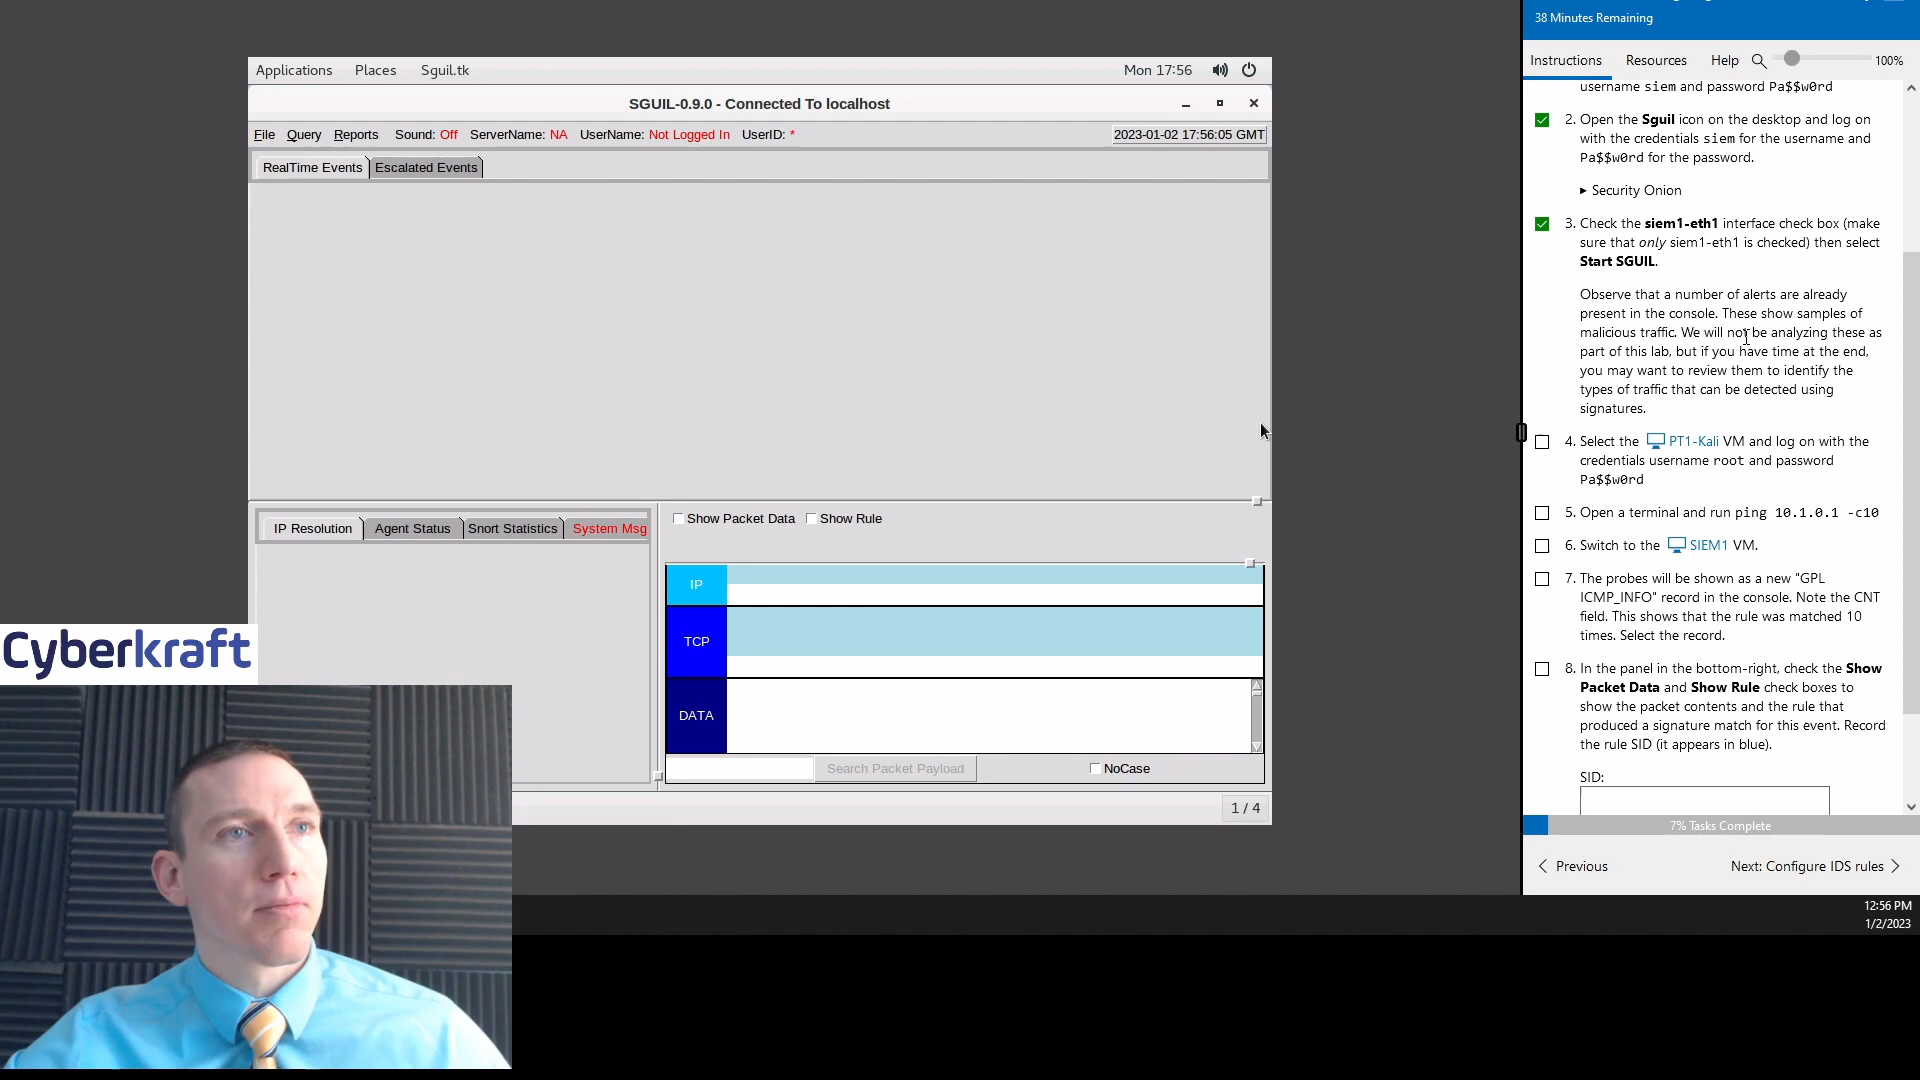 Applications
Places
Sguil.tk
Mon 17:56
SGUIL-0.9.0 - Connected To localhost
File
Query
Reports
Sound: Off
ServerName: NA
UserName: Not Logged In
UserID: *
2023-01-02 17:56:05 GMT
RealTime Events
Escalated Events
IP Resolution
Agent Status
Snort Statistics
System Msg
Show Packet Data
Show Rule
IP
TCP
DATA
Search Packet Payload
NoCase
1 / 4
Cyberkraft
38 Minutes Remaining
Instructions
Resources
Help
100%
username siem and password Pa$$w0rd
2. Open the Sguil icon on the desktop and log on
with the credentials siem for the username and
Pa$$w0rd for the password.
▸ Security Onion
3. Check the siem1-eth1 interface check box (make
sure that only siem1-eth1 is checked) then select
Start SGUIL.
Observe that a number of alerts are already
present in the console. These show samples of
malicious traffic. We will not be analyzing these as
part of this lab, but if you have time at the end,
you may want to review them to identify the
types of traffic that can be detected using
signatures.
4. Select the PT1-Kali VM and log on with the
credentials username root and password
Pa$$w0rd
5. Open a terminal and run ping 10.1.0.1 -c10
6. Switch to the SIEM1 VM.
7. The probes will be shown as a new "GPL
ICMP_INFO" record in the console. Note the CNT
field. This shows that the rule was matched 10
times. Select the record.
8. In the panel in the bottom-right, check the Show
Packet Data and Show Rule check boxes to
show the packet contents and the rule that
produced a signature match for this event. Record
the rule SID (it appears in blue).
SID:
7% Tasks Complete
Previous
Next: Configure IDS rules
12:56 PM
1/2/2023